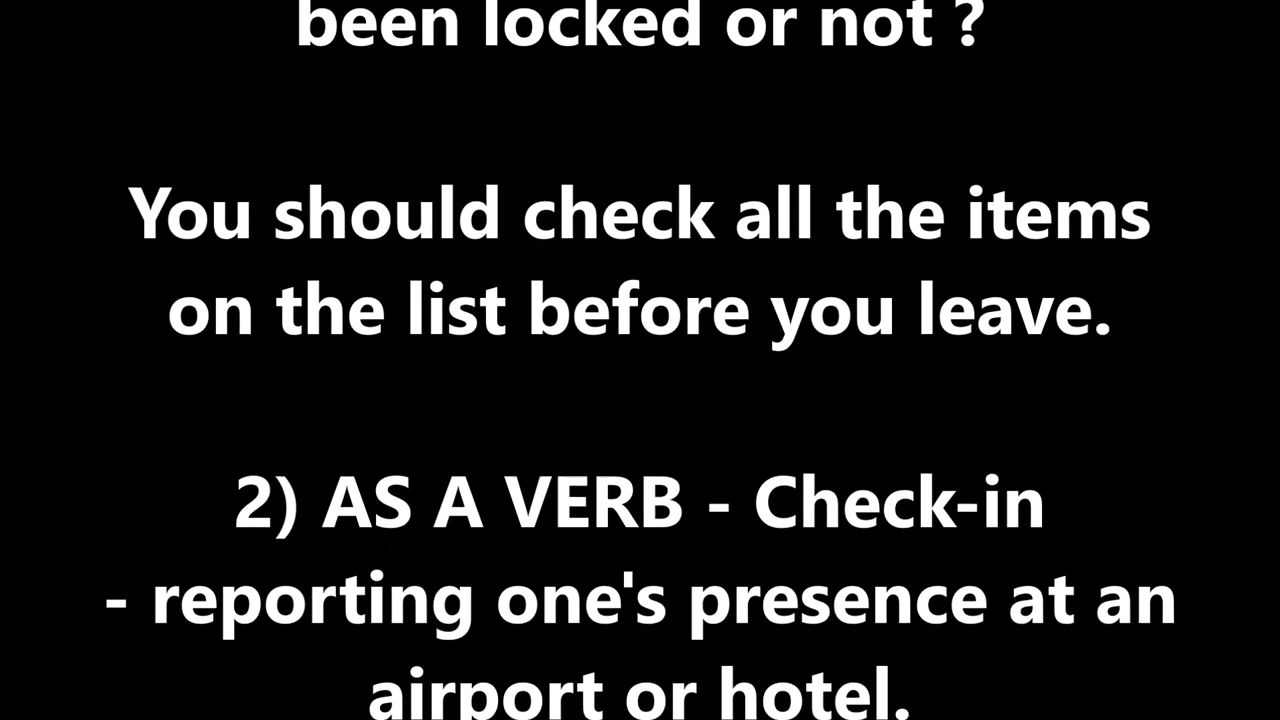 been locked or not ?
You should check all the items
on the list before you leave.
2) AS A VERB - Check-in
- reporting one's presence at an
airport or hotel.